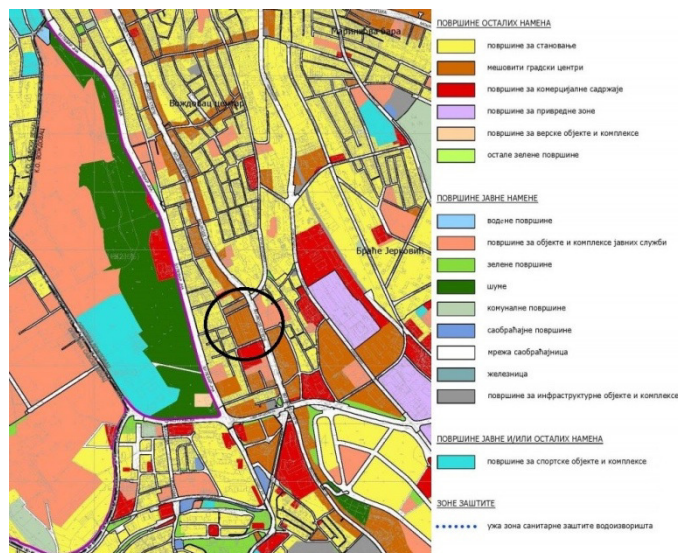 Маринкова бара
Вождовац центар
Браће Јерковић
ПОВРШИНЕ ОСТАЛИХ НАМЕНА
површине за становање
мешовити градски центри
површине за комерцијалне садржаје
површине за привредне зоне
површине за верске објекте и комплексе
остале зелене површине
ПОВРШИНЕ ЈАВНЕ НАМЕНЕ
водене површине
површине за објекте и комплексе јавних служби
зелене површине
шуме
комуналне површине
саобраћајне површине
мрежа саобраћајница
железница
површине за инфраструктурне објекте и комплексе
ПОВРШИНЕ ЈАВНЕ И/ИЛИ ОСТАЛИХ НАМЕНА
површине за спортске објекте и комплексе
ЗОНЕ ЗАШТИТЕ
ужа зона санитарне заштите водоизворишта